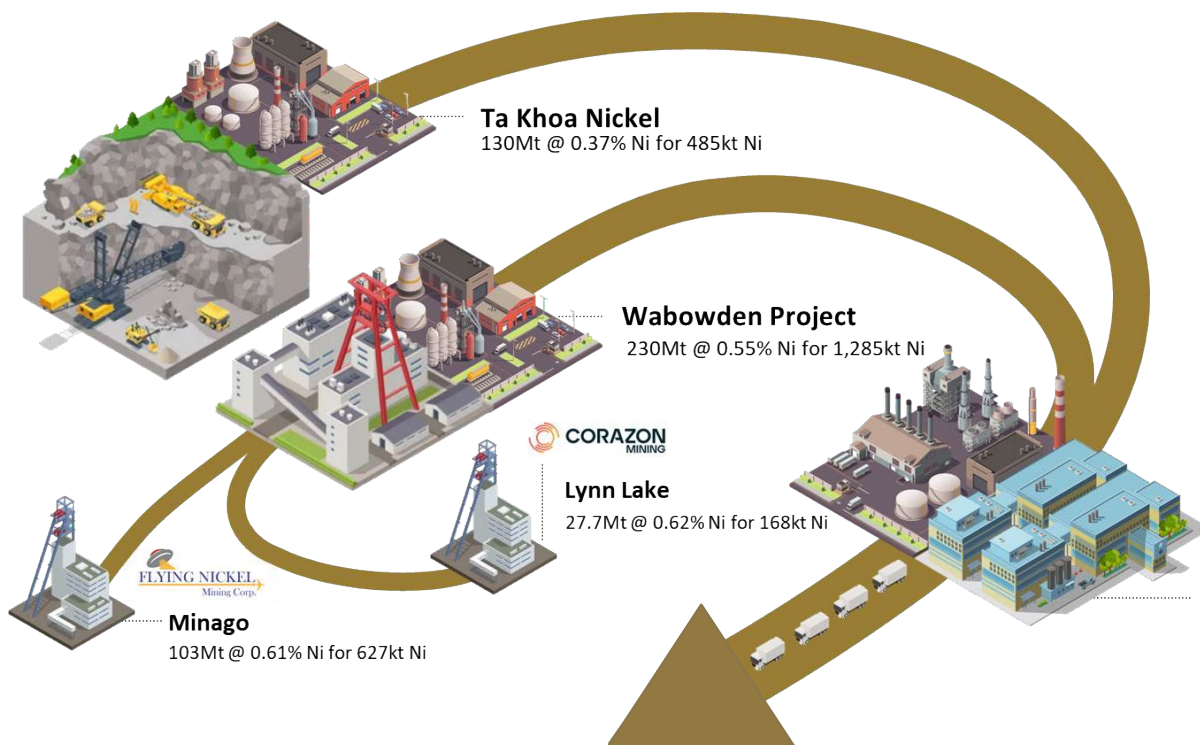 Ta Khoa Nickel
130Mt @ 0.37% Ni for 485kt Ni
Wabowden Project
230Mt @ 0.55% Ni for 1,285kt Ni
CORAZON
MINING
Lynn Lake
27.7Mt @ 0.62% Ni for 168kt Ni
FLYING NICKEL
Mining Corp.
Minago
103Mt @ 0.61% Ni for 627kt Ni